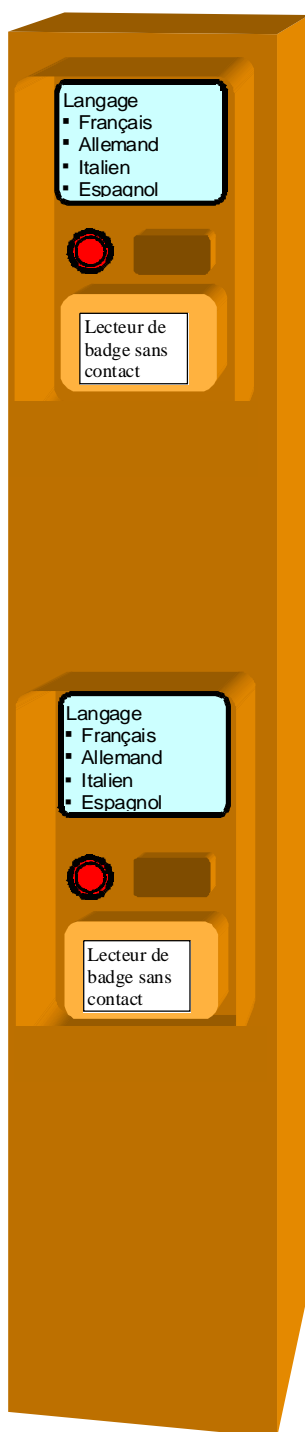 Langage
▪ Français
▪ Allemand
▪ Italien
▪ Espagnol
Lecteur de
badge sans
contact
Langage
▪ Français
▪ Allemand
▪ Italien
▪ Espagnol
Lecteur de
badge sans
contact